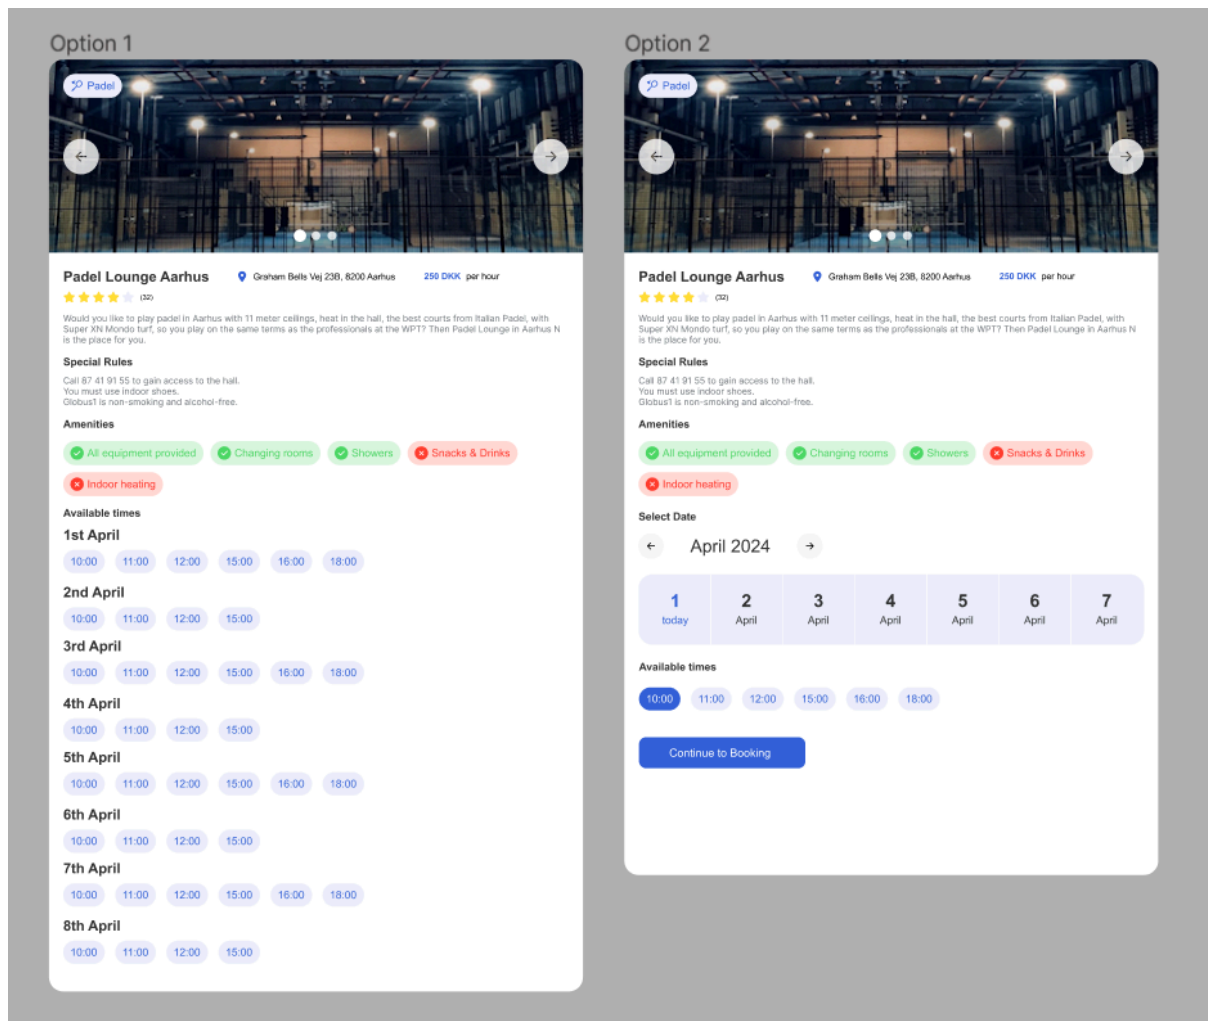 Option 1
Padel
Padel Lounge Aarhus
Graham Bells Vej 23B, 8200 Aarhus
250 DKK per hour
(32)
Would you like to play padel in Aarhus with 11 meter ceilings, heat in the hall, the best courts from Italian Padel, with
Super XN Mondo turf, so you play on the same terms as the professionals at the WPT? Then Padel Lounge in Aarhus N
is the place for you.
Special Rules
Call 87 41 91 55 to gain access to the hall.
You must use indoor shoes.
Globus1 is non-smoking and alcohol-free.
Amenities
All equipment provided
Changing rooms
Showers
Snacks & Drinks
Indoor heating
Available times
1st April
10:00 11:00 12:00 15:00 16:00 18:00
2nd April
10:00 11:00 12:00 15:00
3rd April
10:00 11:00 12:00 15:00 16:00 18:00
4th April
10:00 11:00 12:00 15:00
5th April
10:00 11:00 12:00 15:00 16:00 18:00
6th April
10:00 11:00 12:00 15:00
7th April
10:00 11:00 12:00 15:00 16:00 18:00
8th April
10:00 11:00 12:00 15:00
Option 2
Padel
Padel Lounge Aarhus
Graham Bells Vej 23B, 8200 Aarhus
250 DKK per hour
(32)
Would you like to play padel in Aarhus with 11 meter ceilings, heat in the hall, the best courts from Italian Padel, with
Super XN Mondo turf, so you play on the same terms as the professionals at the WPT? Then Padel Lounge in Aarhus N
is the place for you.
Special Rules
Call 87 41 91 55 to gain access to the hall.
You must use indoor shoes.
Globus1 is non-smoking and alcohol-free.
Amenities
All equipment provided
Changing rooms
Showers
Snacks & Drinks
Indoor heating
Select Date
April 2024
1 2 3 4 5 6 7
today April April April April April April
Available times
10:00 11:00 12:00 15:00 16:00 18:00
Continue to Booking